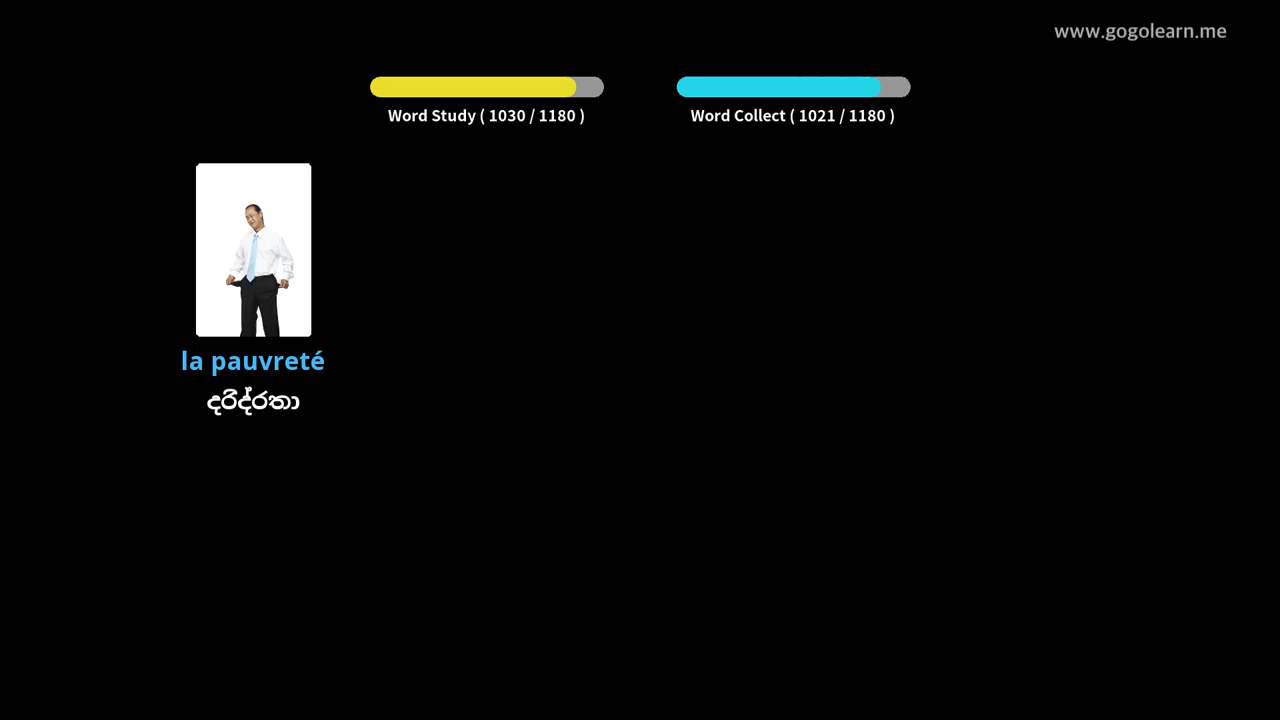 www.gogolearn.me
Word Study ( 1030 / 1180 )
Word Collect ( 1021 / 1180 )
la pauvreté
දරිද්රතා